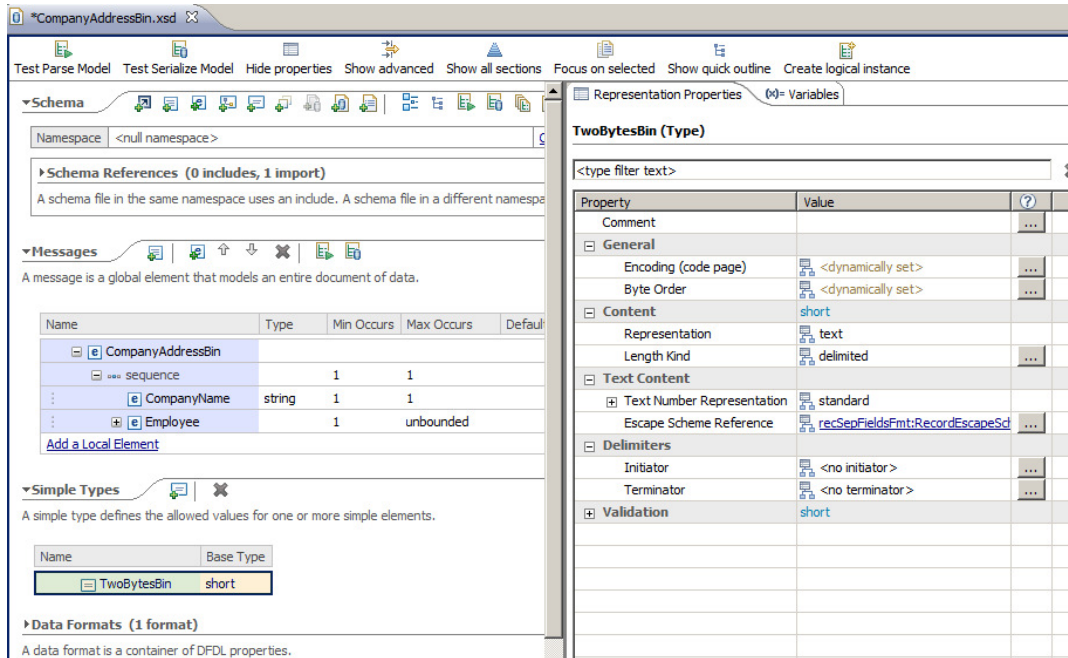 *CompanyAddressBin.xsd
Test Parse Model Test Serialize Model Hide properties Show advanced Show all sections Focus on selected Show quick outline Create logical instance
Schema
Namespace <null namespace>
Schema References (0 includes, 1 import)
A schema file in the same namespace uses an include. A schema file in a different namespa
Messages
A message is a global element that models an entire document of data.
Name Type Min Occurs Max Occurs Defaul
CompanyAddressBin
sequence 1 1
CompanyName string 1 1
Employee 1 unbounded
Add a Local Element
Simple Types
A simple type defines the allowed values for one or more simple elements.
Name Base Type
TwoBytesBin short
Data Formats (1 format)
A data format is a container of DFDL properties.
Representation Properties (x)= Variables
TwoBytesBin (Type)
<type filter text>
Property Value
Comment ...
General
Encoding (code page) <dynamically set> ...
Byte Order <dynamically set> ...
Content short
Representation text
Length Kind delimited ...
Text Content
Text Number Representation standard
Escape Scheme Reference recSepFieldsFmt:RecordEscapeSch ...
Delimiters
Initiator <no initiator> ...
Terminator <no terminator> ...
Validation short